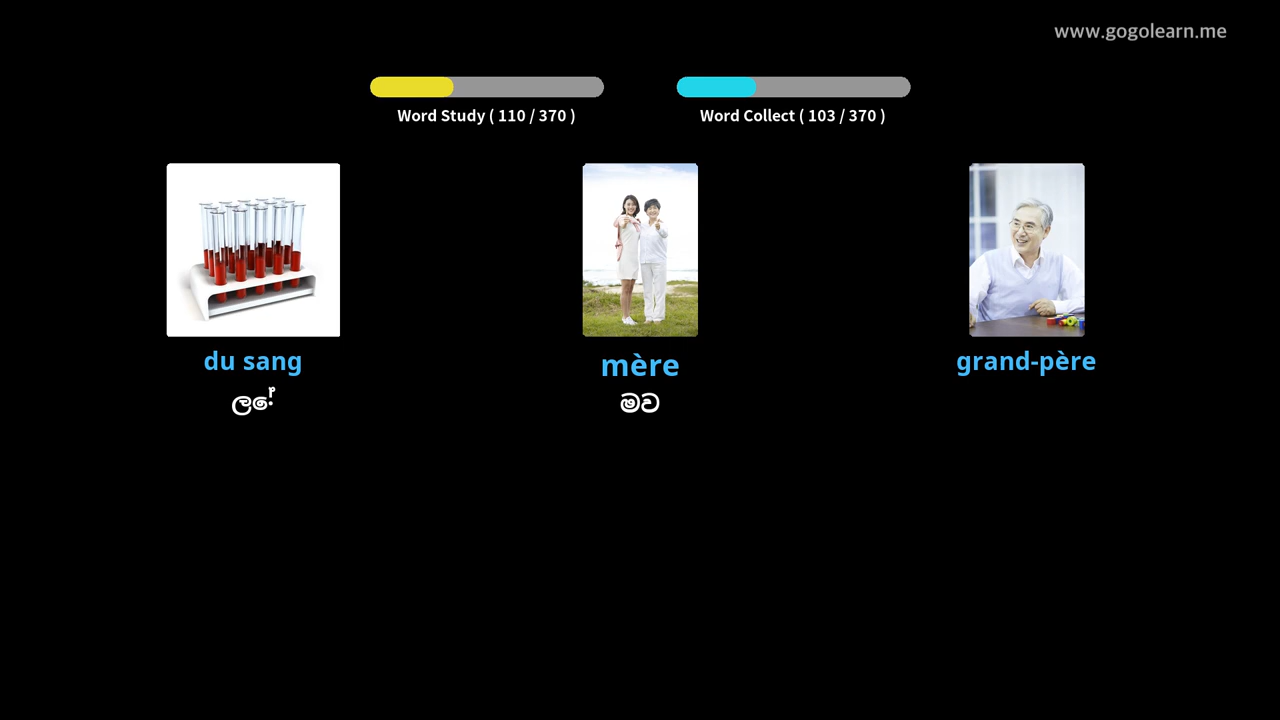 www.gogolearn.me
Word Study ( 110 / 370 )
Word Collect ( 103 / 370 )
du sang
mère
grand-père
මව